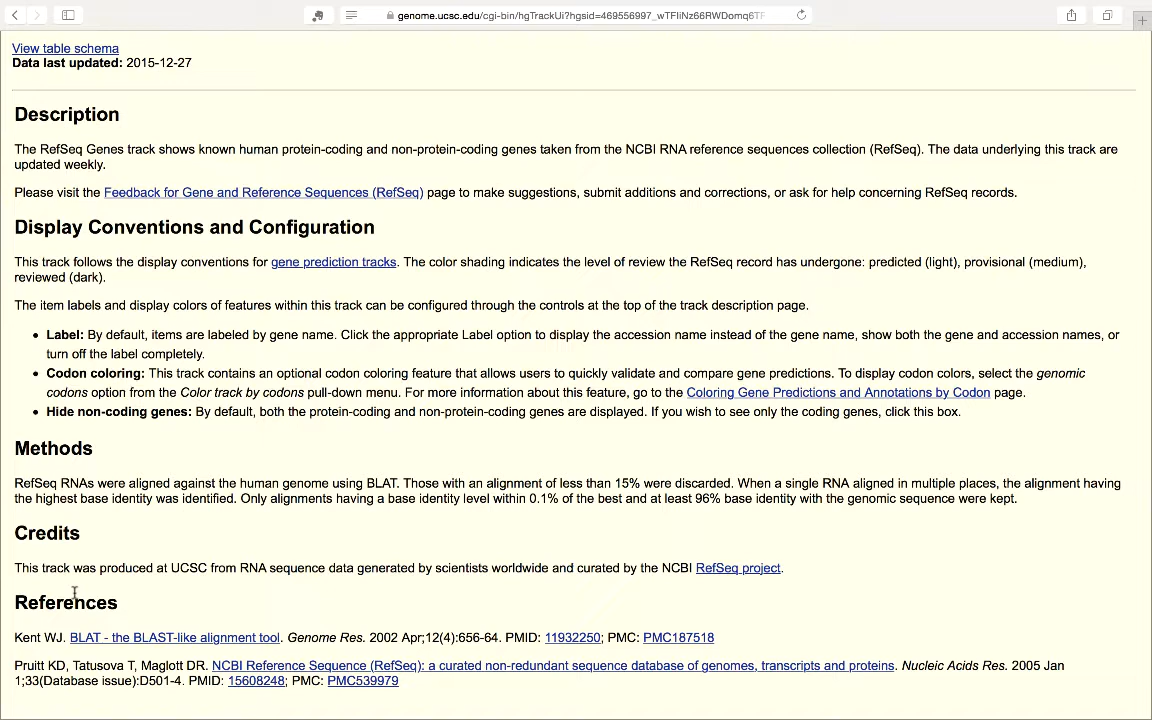 genome.ucsc.edu/cgi-bin/hgTrackUi?hgsid=469556997_wTFIiNz66RWDomq6TF
View table schema
Data last updated: 2015-12-27
Description
The RefSeq Genes track shows known human protein-coding and non-protein-coding genes taken from the NCBI RNA reference sequences collection (RefSeq). The data underlying this track are
updated weekly.
Please visit the Feedback for Gene and Reference Sequences (RefSeq) page to make suggestions, submit additions and corrections, or ask for help concerning RefSeq records.
Display Conventions and Configuration
This track follows the display conventions for gene prediction tracks. The color shading indicates the level of review the RefSeq record has undergone: predicted (light), provisional (medium),
reviewed (dark).
The item labels and display colors of features within this track can be configured through the controls at the top of the track description page.
• Label: By default, items are labeled by gene name. Click the appropriate Label option to display the accession name instead of the gene name, show both the gene and accession names, or
turn off the label completely.
• Codon coloring: This track contains an optional codon coloring feature that allows users to quickly validate and compare gene predictions. To display codon colors, select the genomic
codons option from the Color track by codons pull-down menu. For more information about this feature, go to the Coloring Gene Predictions and Annotations by Codon page.
• Hide non-coding genes: By default, both the protein-coding and non-protein-coding genes are displayed. If you wish to see only the coding genes, click this box.
Methods
RefSeq RNAs were aligned against the human genome using BLAT. Those with an alignment of less than 15% were discarded. When a single RNA aligned in multiple places, the alignment having
the highest base identity was identified. Only alignments having a base identity level within 0.1% of the best and at least 96% base identity with the genomic sequence were kept.
Credits
This track was produced at UCSC from RNA sequence data generated by scientists worldwide and curated by the NCBI RefSeq project.
References
Kent WJ. BLAT - the BLAST-like alignment tool. Genome Res. 2002 Apr;12(4):656-64. PMID: 11932250; PMC: PMC187518
Pruitt KD, Tatusova T, Maglott DR. NCBI Reference Sequence (RefSeq): a curated non-redundant sequence database of genomes, transcripts and proteins. Nucleic Acids Res. 2005 Jan
1;33(Database issue):D501-4. PMID: 15608248; PMC: PMC539979